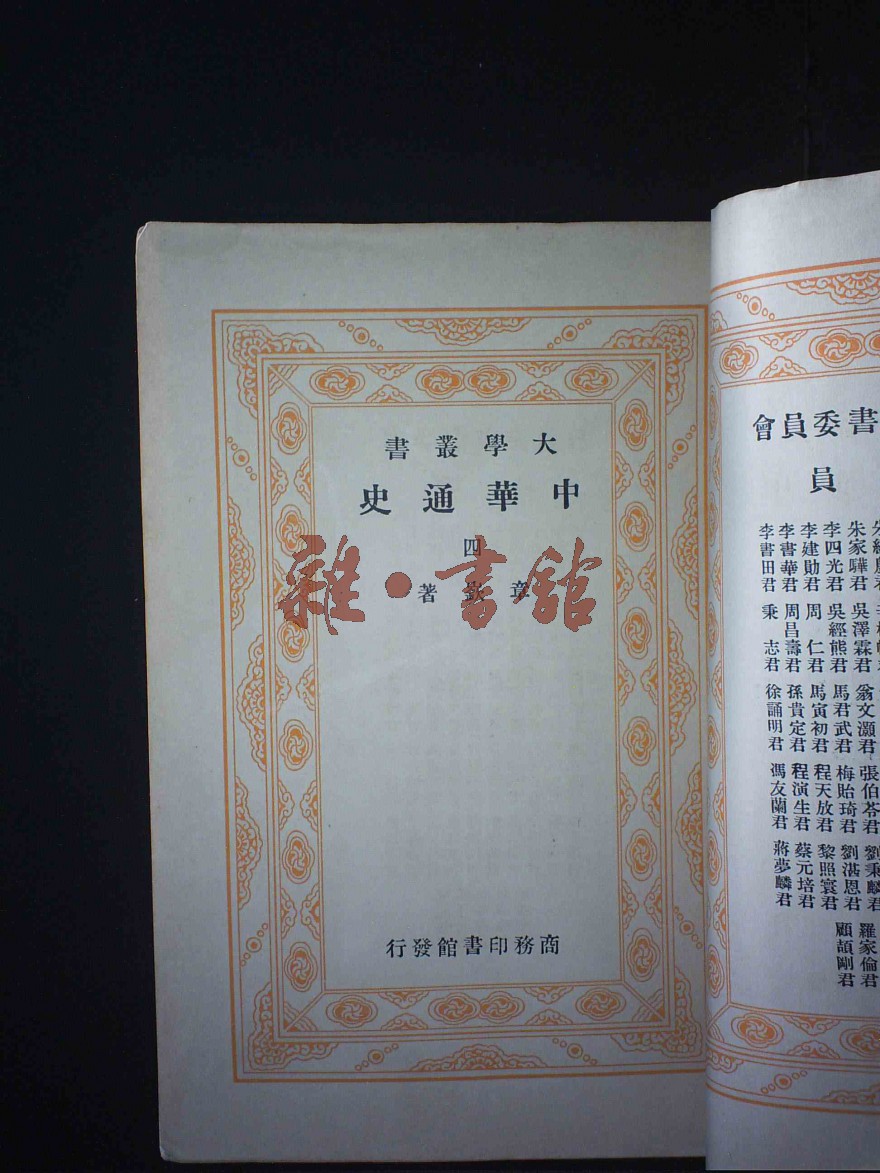 大學叢書
中華通史
四
章嶔著
商務印書館發行
雜·書館
書委員會
員
朱家驊君
李四光君
李建勛君
李書華君
李書田君
吳澤霖君
吳經熊君
周仁君
周昌壽君
秉志君
翁文灝君
馬君武君
馬寅初君
孫貴定君
徐誦明君
張伯苓君
梅貽琦君
程天放君
程演生君
馮友蘭君
劉秉麟君
劉湛恩君
黎照寰君
蔡元培君
蔣夢麟君
羅家倫君
顧頡剛君